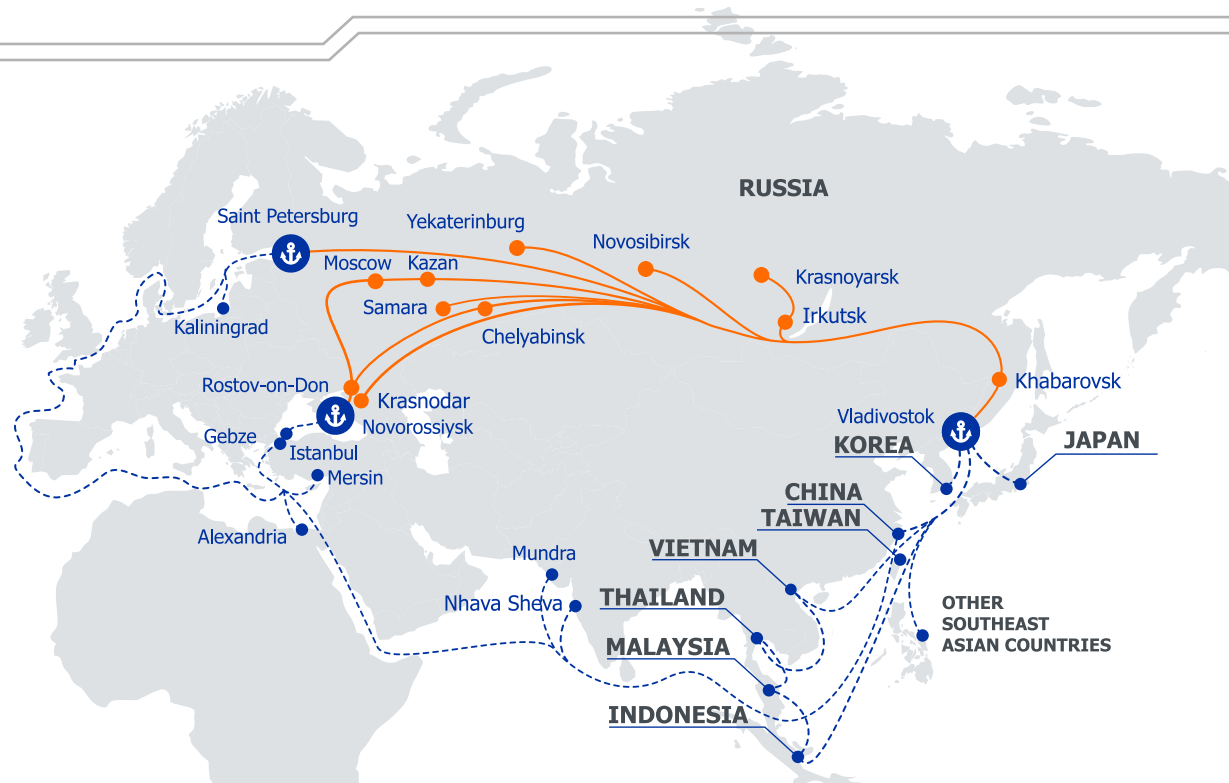 RUSSIA
Saint Petersburg
Yekaterinburg
Novosibirsk
Moscow
Kazan
Krasnoyarsk
Samara
Irkutsk
Kaliningrad
Chelyabinsk
Rostov-on-Don
Khabarovsk
Krasnodar
Vladivostok
Novorossiysk
Gebze
KOREA
JAPAN
Istanbul
Mersin
CHINA
TAIWAN
Alexandria
VIETNAM
Mundra
THAILAND
Nhava Sheva
OTHER
SOUTHEAST
ASIAN COUNTRIES
MALAYSIA
INDONESIA